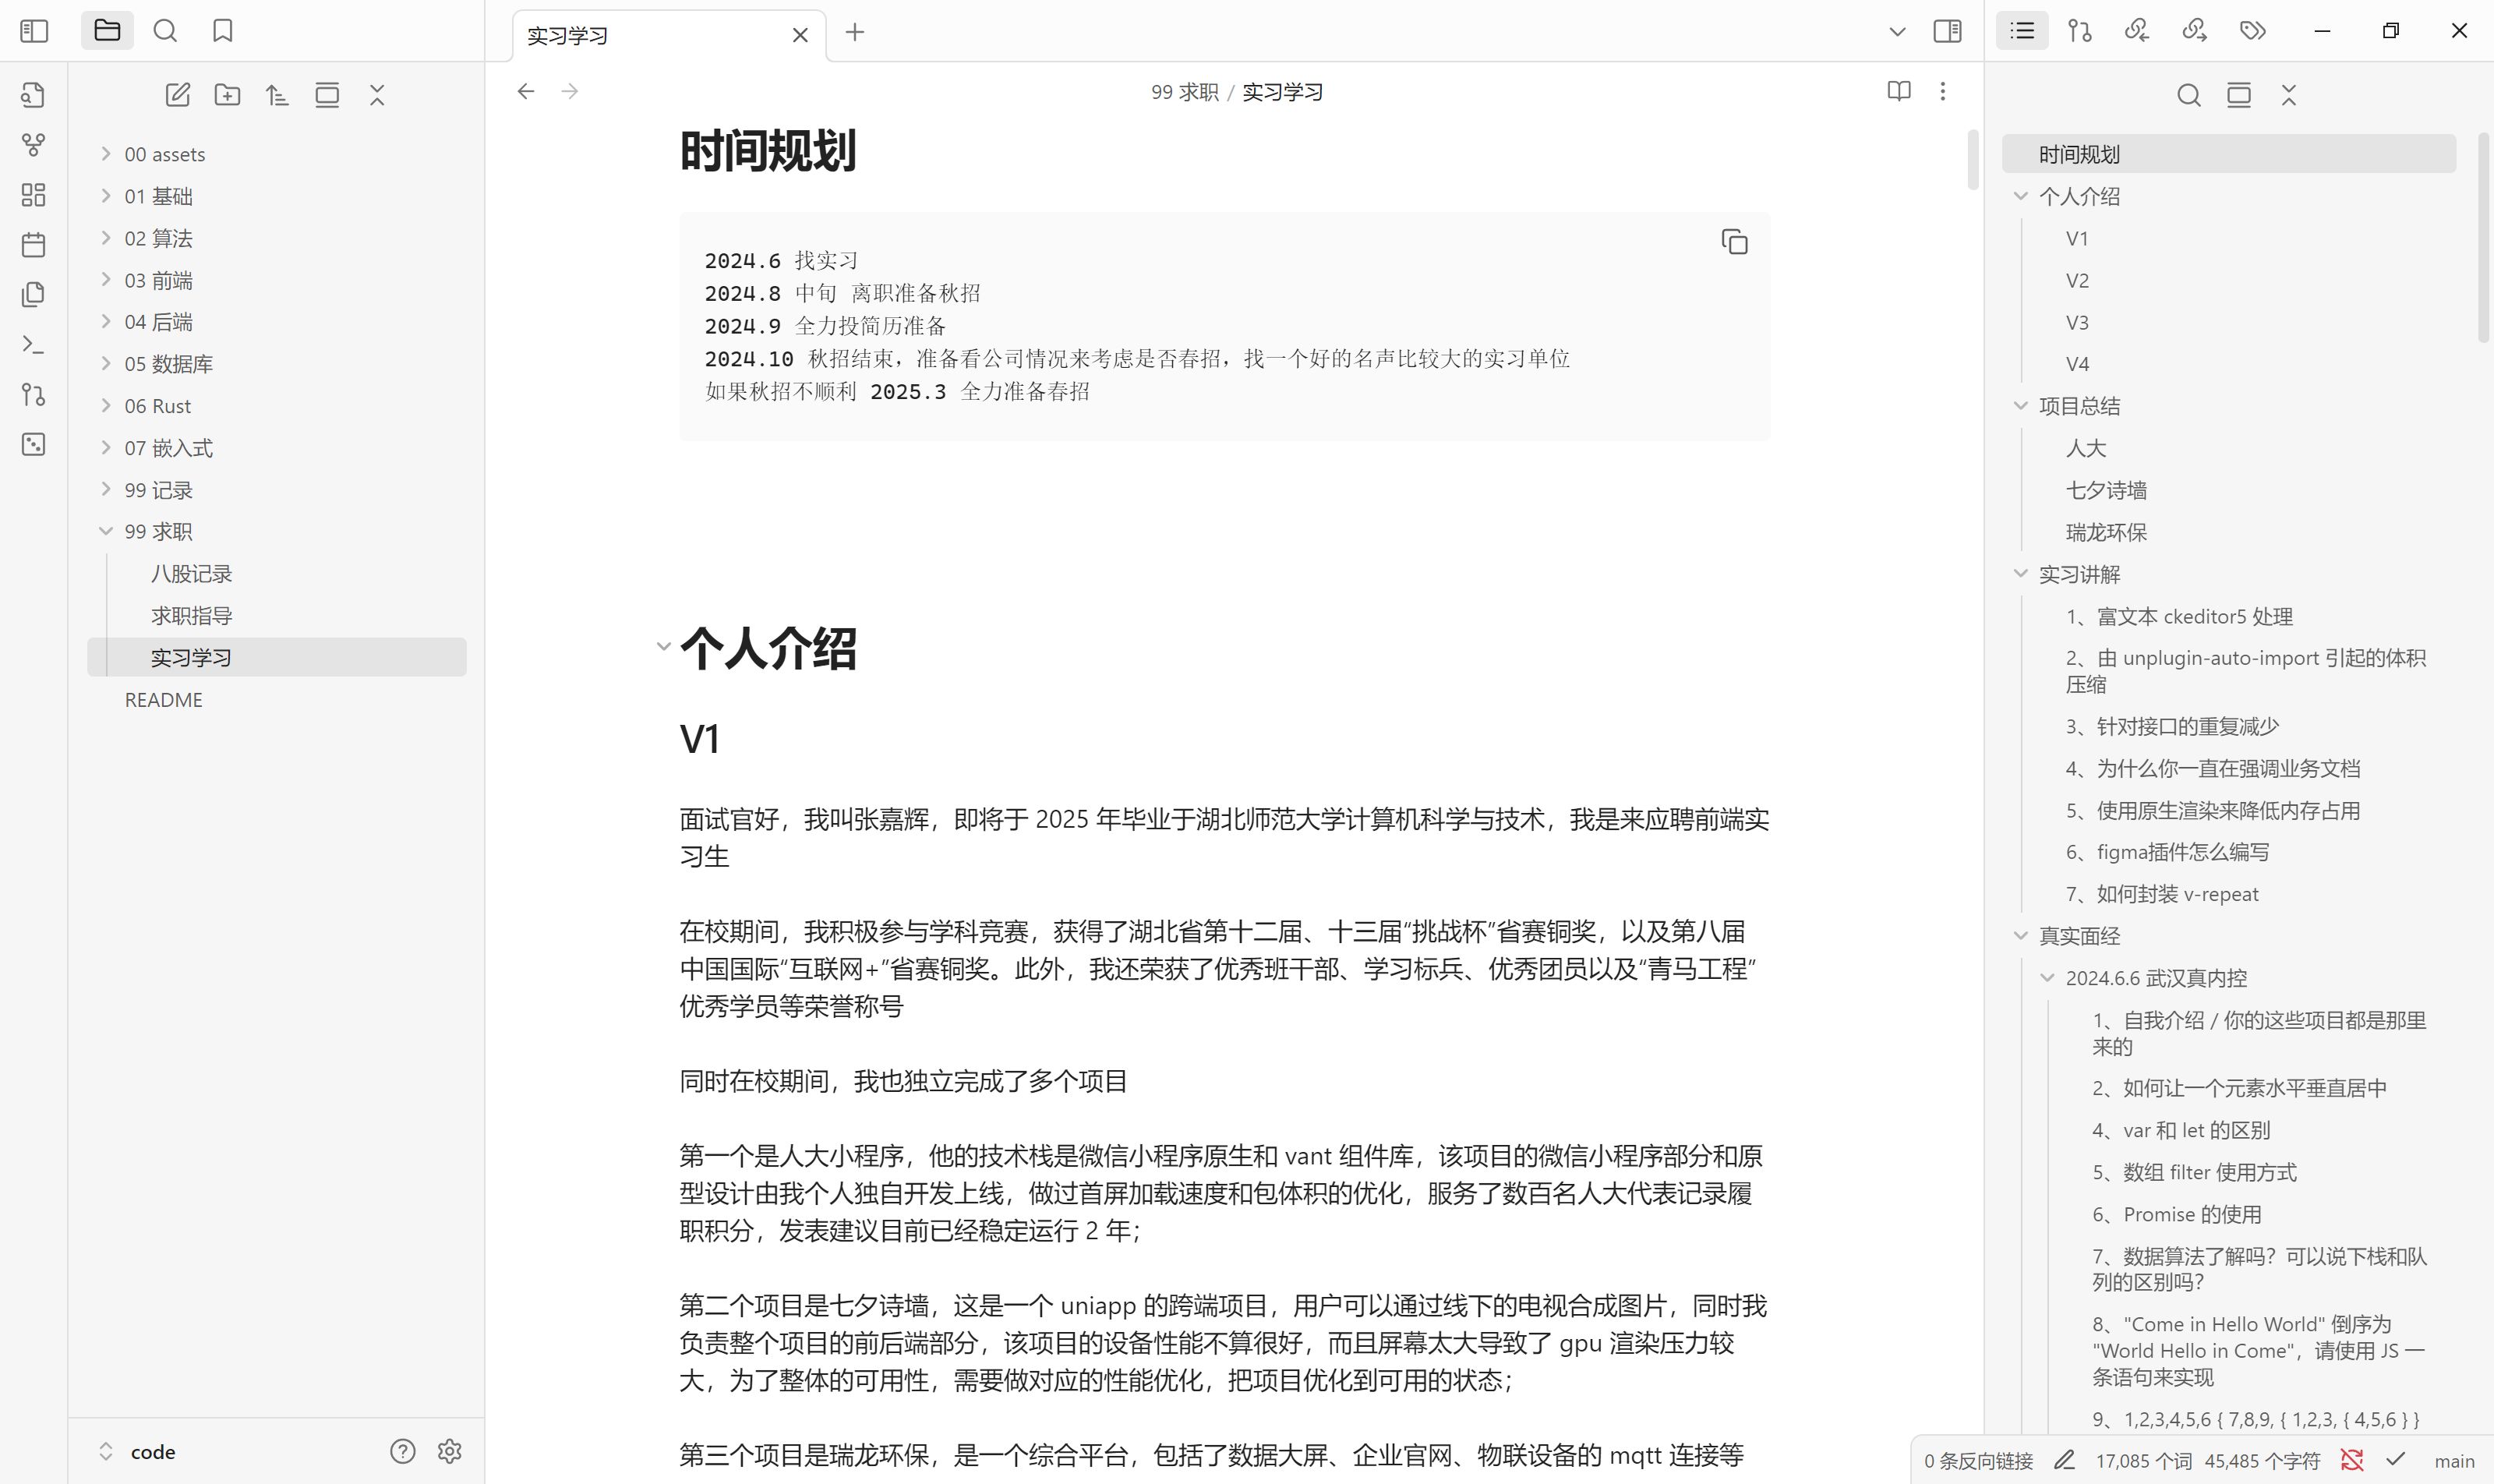 实习学习
99 求职 / 实习学习
00 assets
01 基础
02 算法
03 前端
04 后端
05 数据库
06 Rust
07 嵌入式
99 记录
99 求职
八股记录
求职指导
实习学习
README
code
时间规划
2024.6 找实习
2024.8 中旬 离职准备秋招
2024.9 全力投简历准备
2024.10 秋招结束，准备看公司情况来考虑是否春招，找一个好的名声比较大的实习单位
如果秋招不顺利 2025.3 全力准备春招
个人介绍
V1
面试官好，我叫张嘉辉，即将于 2025 年毕业于湖北师范大学计算机科学与技术，我是来应聘前端实
习生
在校期间，我积极参与学科竞赛，获得了湖北省第十二届、十三届“挑战杯”省赛铜奖，以及第八届
中国国际“互联网+”省赛铜奖。此外，我还荣获了优秀班干部、学习标兵、优秀团员以及“青马工程”
优秀学员等荣誉称号
同时在校期间，我也独立完成了多个项目
第一个是人大小程序，他的技术栈是微信小程序原生和 vant 组件库，该项目的微信小程序部分和原
型设计由我个人独自开发上线，做过首屏加载速度和包体积的优化，服务了数百名人大代表记录履
职积分，发表建议目前已经稳定运行 2 年；
第二个项目是七夕诗墙，这是一个 uniapp 的跨端项目，用户可以通过线下的电视合成图片，同时我
负责整个项目的前后端部分，该项目的设备性能不算很好，而且屏幕太大导致了 gpu 渲染压力较
大，为了整体的可用性，需要做对应的性能优化，把项目优化到可用的状态；
第三个项目是瑞龙环保，是一个综合平台，包括了数据大屏、企业官网、物联设备的 mqtt 连接等
时间规划
个人介绍
V1
V2
V3
V4
项目总结
人大
七夕诗墙
瑞龙环保
实习讲解
1、富文本 ckeditor5 处理
2、由 unplugin-auto-import 引起的体积
压缩
3、针对接口的重复减少
4、为什么你一直在强调业务文档
5、使用原生渲染来降低内存占用
6、figma插件怎么编写
7、如何封装 v-repeat
真实面经
2024.6.6 武汉真内控
1、自我介绍 / 你的这些项目都是那里
来的
2、如何让一个元素水平垂直居中
4、var 和 let 的区别
5、数组 filter 使用方式
6、Promise 的使用
7、数据算法了解吗？可以说下栈和队
列的区别吗？
8、"Come in Hello World" 倒序为
"World Hello in Come"，请使用 JS 一
条语句来实现
9、1,2,3,4,5,6 { 7,8,9, { 1,2,3, { 4,5,6 } }
0 条反向链接 17,085 个词 45,485 个字符 main